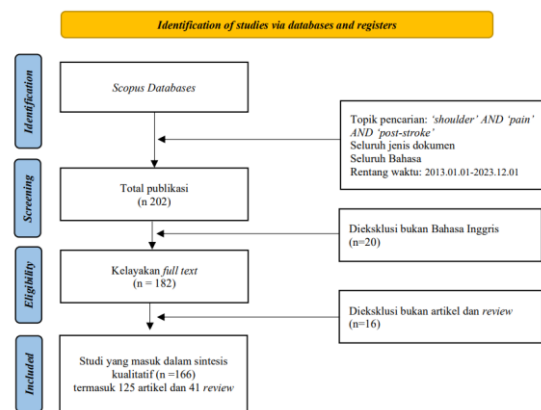 Identification of studies via databases and registers
Identification
Scopus Databases
Topik pencarian: ‘shoulder’ AND ‘pain’
AND ‘post-stroke’
Seluruh jenis dokumen
Seluruh Bahasa
Rentang waktu: 2013.01.01-2023.12.01
Screening
Total publikasi
(n 202)
Dieksklusi bukan Bahasa Inggris
(n=20)
Eligibility
Kelayakan full text
(n = 182)
Dieksklusi bukan artikel dan review
(n=16)
Included
Studi yang masuk dalam sintesis
kualitatif (n =166)
termasuk 125 artikel dan 41 review